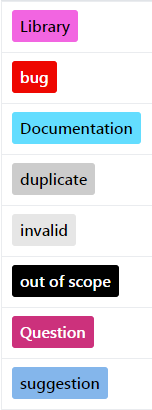 Library
bug
Documentation
duplicate
invalid
out of scope
Question
suggestion